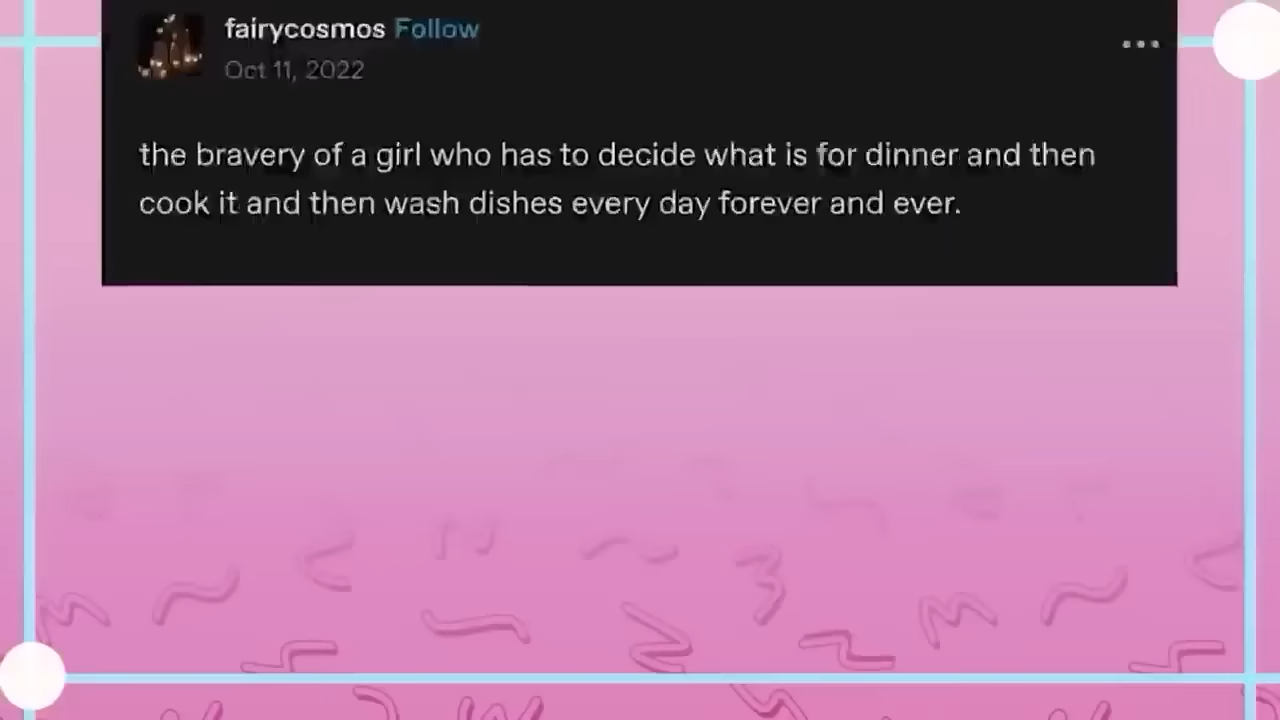 fairycosmos Follow
Oct 11, 2022
the bravery of a girl who has to decide what is for dinner and then
cook it and then wash dishes every day forever and ever.